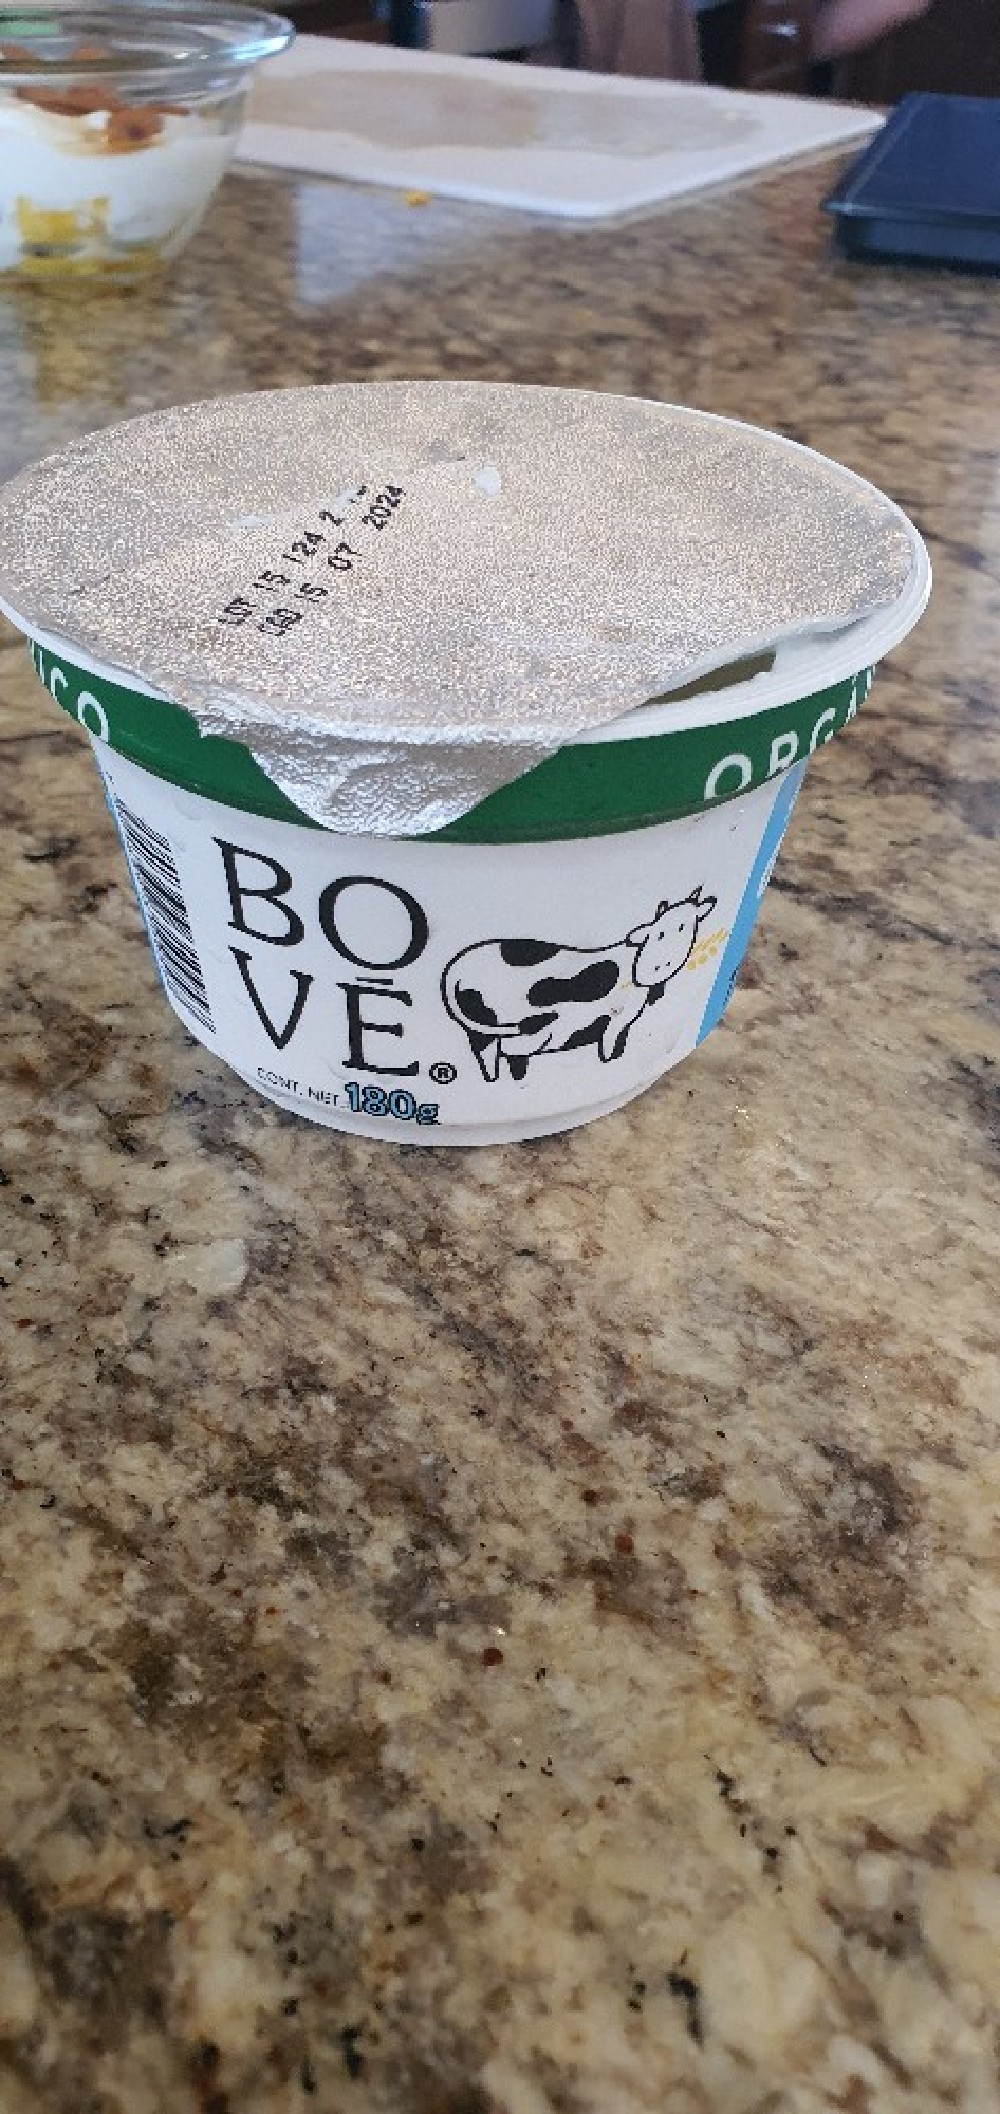 LOT 15 124 2
CAD 15 07 2024
BO
VĒ®
CONT. NET. 180g